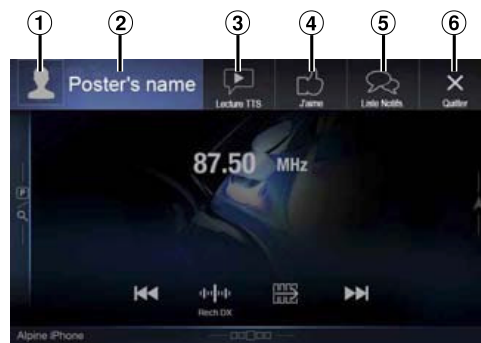 1 2 3 4 5 6
Poster's name
Lecture TTS
J'aime
Liste Notifs
Quitter
87.50 MHz
P
Rech DX
Alpine iPhone